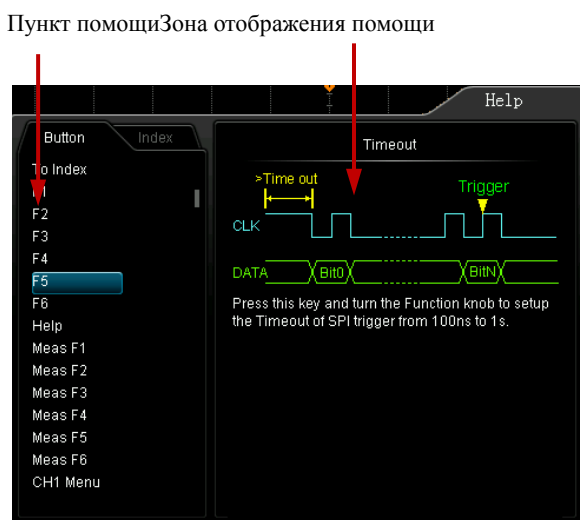 Пункт помощиЗона отображения помощи
Help
Button
Index
To Index
F2
F3
F4
F5
F6
Help
Meas F1
Meas F2
Meas F3
Meas F4
Meas F5
Meas F6
CH1 Menu
Timeout
>Time out
Trigger
CLK
DATA
Bit0
BitN
Press this key and turn the Function knob to setup
the Timeout of SPI trigger from 100ns to 1s.